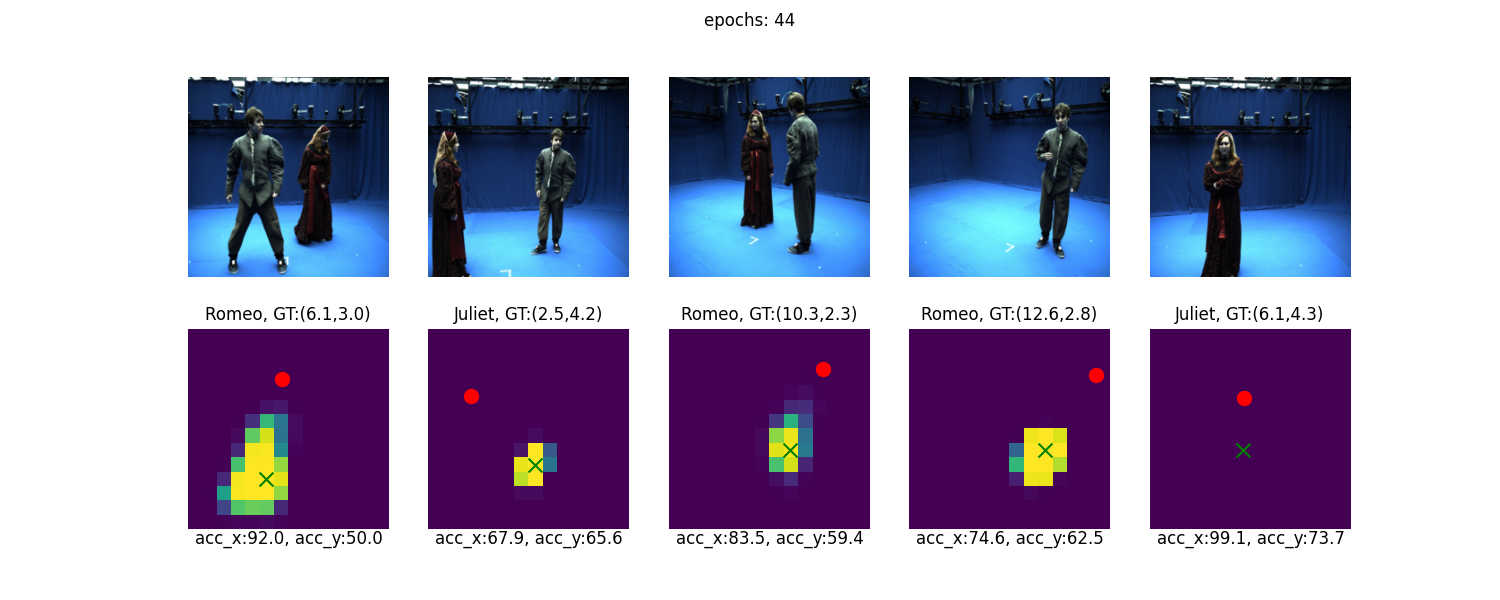 epochs: 44
Romeo, GT:(6.1,3.0)
Juliet, GT:(2.5,4.2)
Romeo, GT:(10.3,2.3)
Romeo, GT:(12.6,2.8)
Juliet, GT:(6.1,4.3)
acc_x:92.0, acc_y:50.0
acc_x:67.9, acc_y:65.6
acc_x:83.5, acc_y:59.4
acc_x:74.6, acc_y:62.5
acc_x:99.1, acc_y:73.7